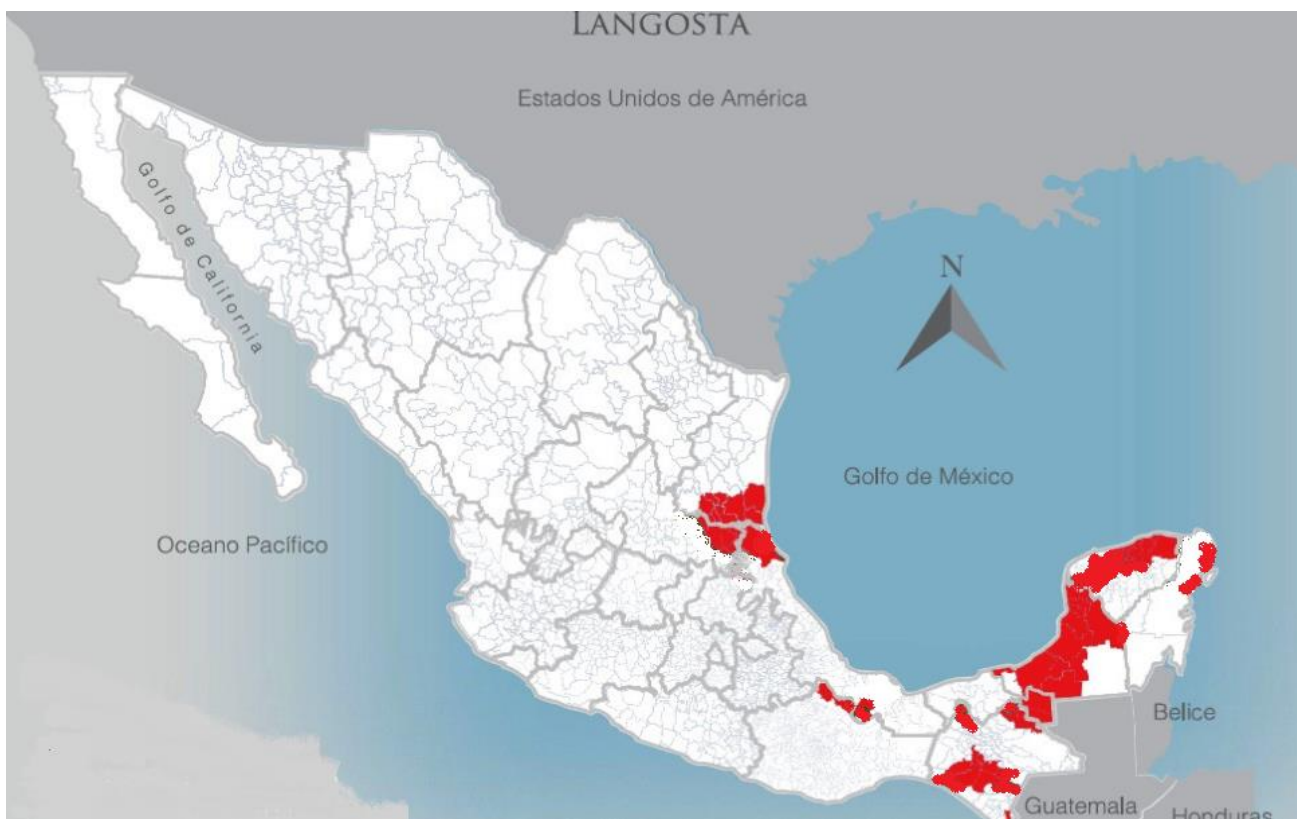 LANGOSTA
Estados Unidos de América
Golfo de California
N
Golfo de México
Oceano Pacífico
Belice
Guatemala
Honduras